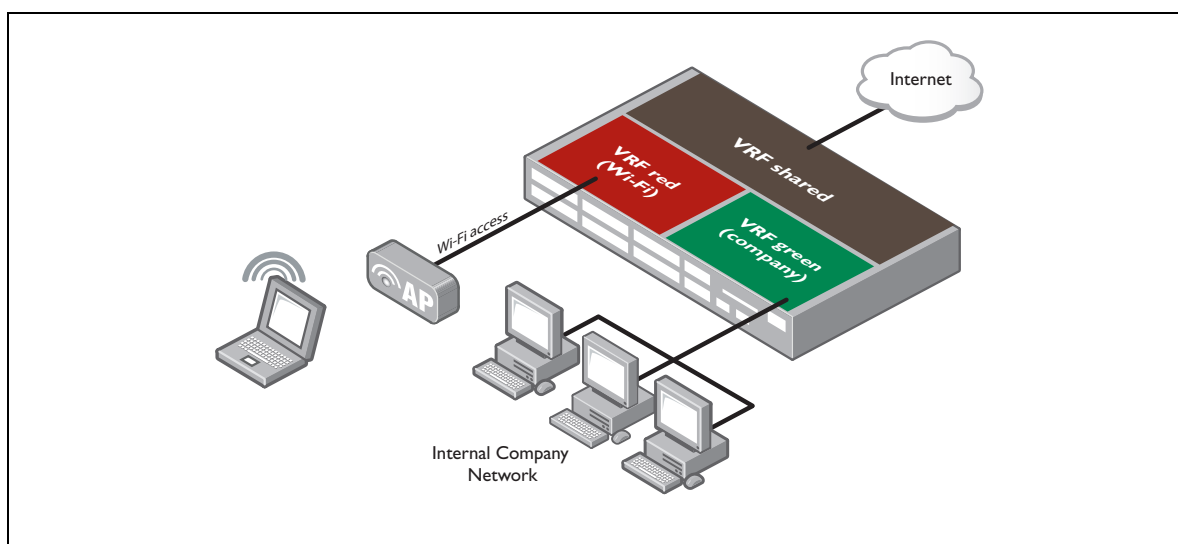 Internet
VRF shared
VRF red
(Wi-Fi)
VRF green
(company)
Wi-Fi access
AP
Internal Company
Network